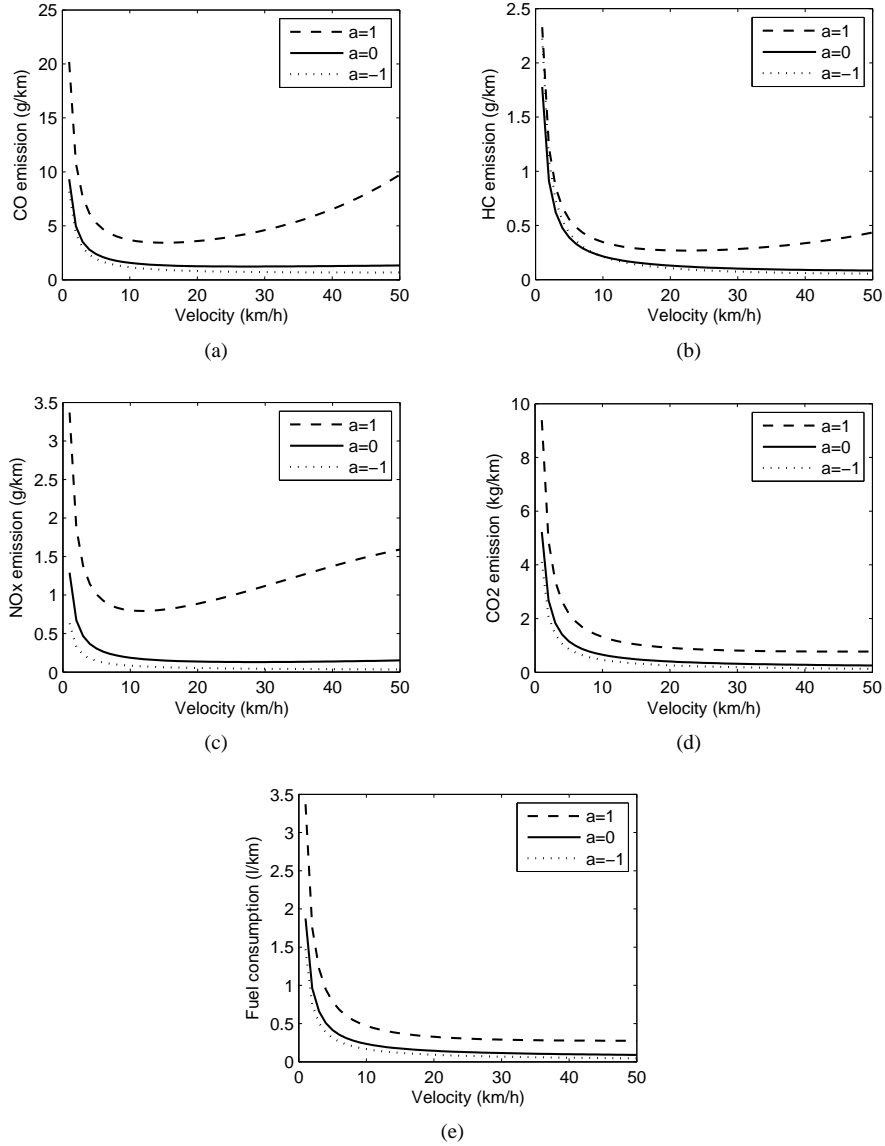 25
20
15
10
5
0
CO emission (g/km)
0 10 20 30 40 50
Velocity (km/h)
a=1
a=0
a=−1
(a)
2.5
2
1.5
1
0.5
0
HC emission (g/km)
0 10 20 30 40 50
Velocity (km/h)
a=1
a=0
a=−1
(b)
3.5
3
2.5
2
1.5
1
0.5
0
NOx emission (g/km)
0 10 20 30 40 50
Velocity (km/h)
a=1
a=0
a=−1
(c)
10
8
6
4
2
0
CO2 emission (kg/km)
0 10 20 30 40 50
Velocity (km/h)
a=1
a=0
a=−1
(d)
3.5
3
2.5
2
1.5
1
0.5
0
Fuel consumption (l/km)
0 10 20 30 40 50
Velocity (km/h)
a=1
a=0
a=−1
(e)